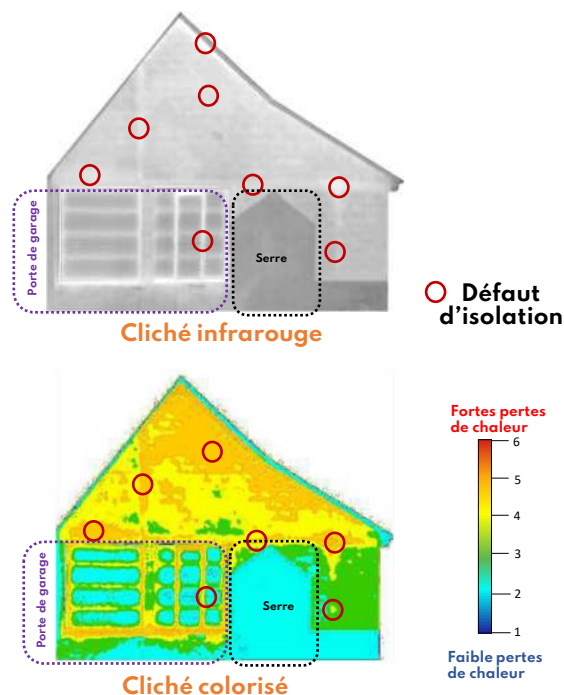 Porte de garage
Serre
Cliché infrarouge
Défaut
d'isolation
Fortes pertes
de chaleur
6
5
4
3
2
1
Faible pertes
de chaleur
Porte de garage
Serre
Cliché colorisé